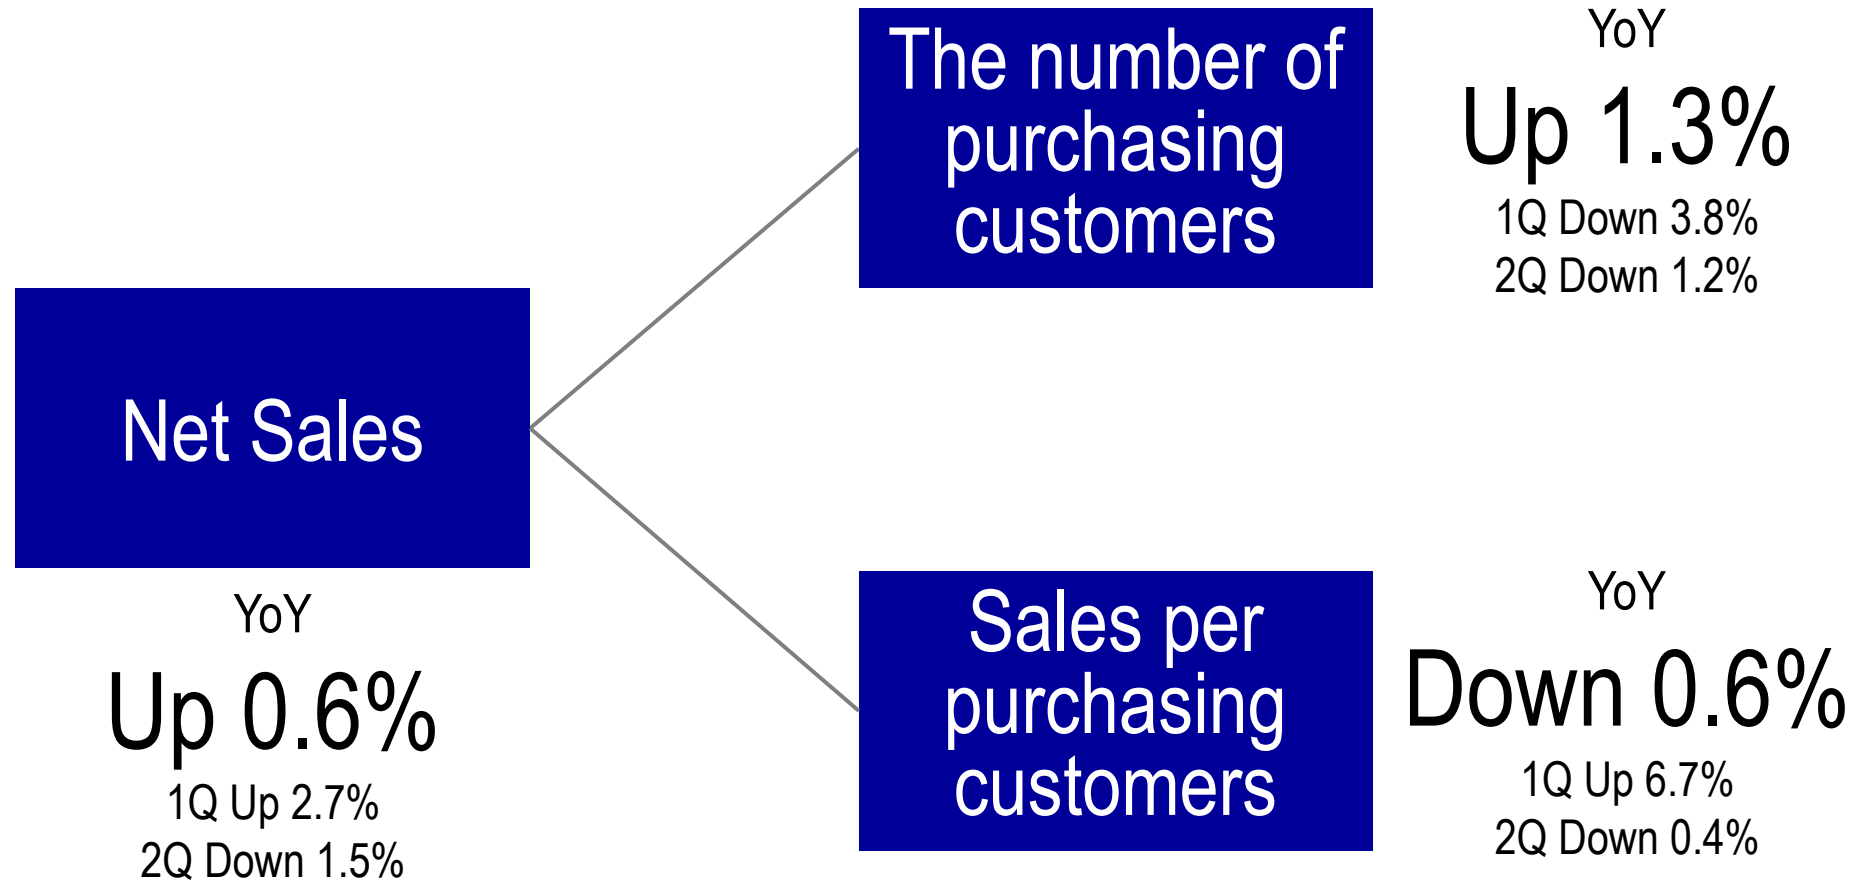 Net Sales
YoY
Up 0.6%
1Q Up 2.7%
2Q Down 1.5%
The number of
purchasing
customers
YoY
Up 1.3%
1Q Down 3.8%
2Q Down 1.2%
Sales per
purchasing
customers
YoY
Down 0.6%
1Q Up 6.7%
2Q Down 0.4%